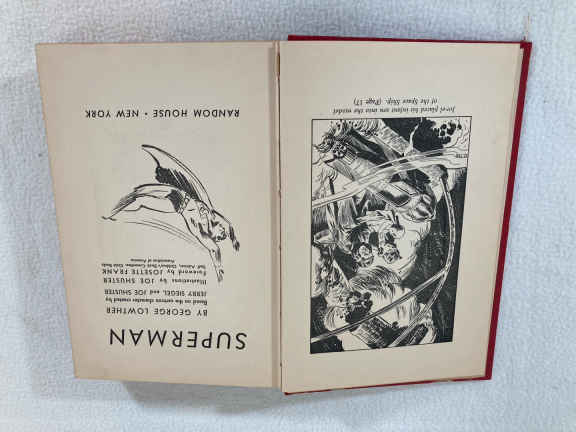 Jor-el placed his infant son into the model
of the Space Ship. (Page 17)
SUPERMAN
BY GEORGE LOWTHER
Based on the cartoon character created by
JERRY SIEGEL and JOE SHUSTER
Illustrations by JOE SHUSTER
Foreword by JOSETTE FRANK
Staff Advisor, Children's Book Committee, Child Study
Association of America
RANDOM HOUSE • NEW YORK